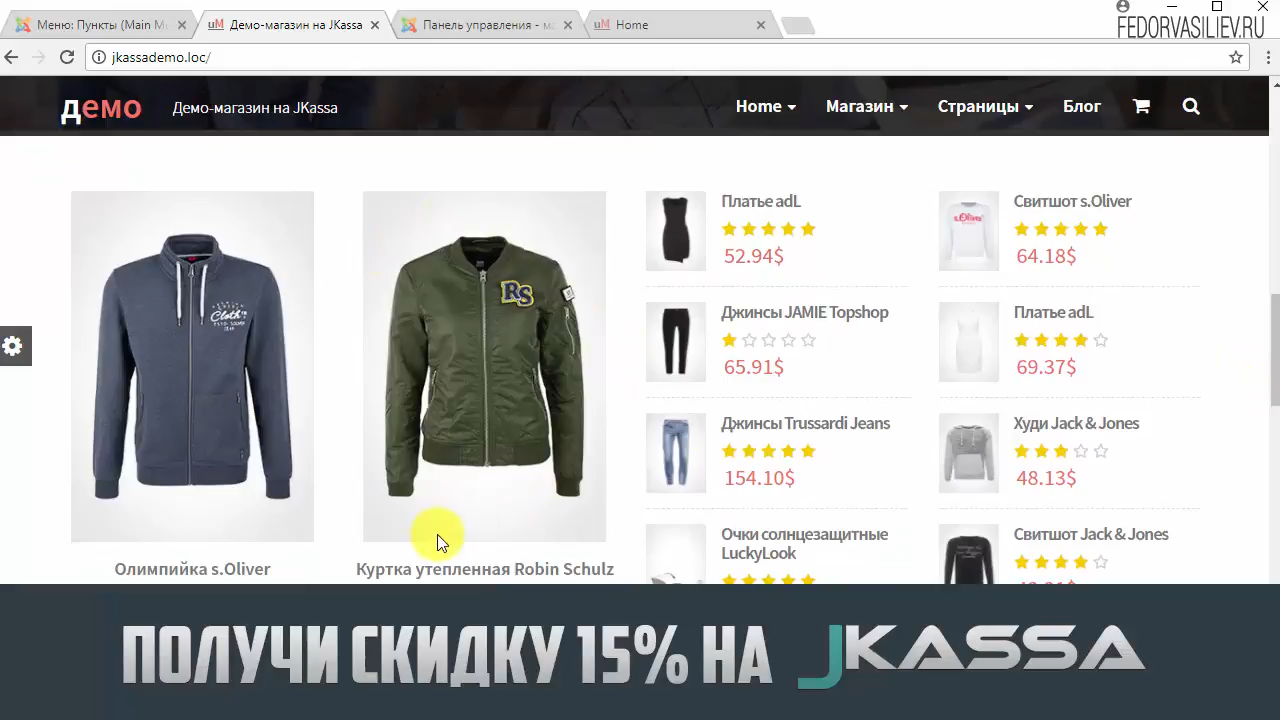 Меню: Пункты (Main M
Демо-магазин на JKassa
Панель управления - м
Home
FEDORVASILIEV.RU
jkassademo.loc/
демо
Демо-магазин на JKassa
Home
Магазин
Страницы
Блог
Платье adL
52.94$
Свитшот s.Oliver
64.18$
Джинсы JAMIE Topshop
65.91$
Платье adL
69.37$
Джинсы Trussardi Jeans
154.10$
Худи Jack & Jones
48.13$
Очки солнцезащитные
LuckyLook
Свитшот Jack & Jones
Олимпийка s.Oliver
Куртка утепленная Robin Schulz
RS
ПОЛУЧИ СКИДКУ 15% НА JKASSA